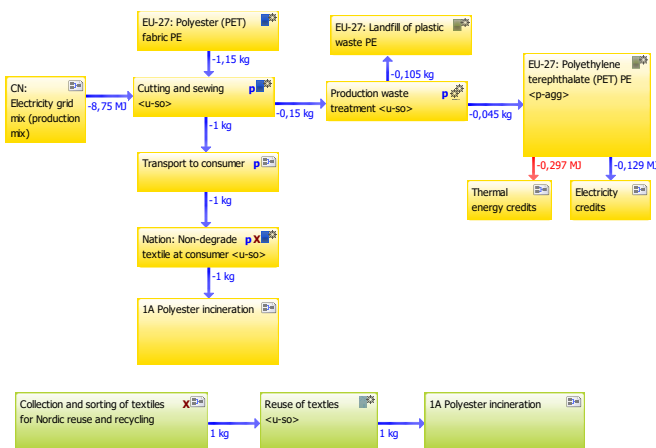 EU-27: Polyester (PET)
fabric PE
EU-27: Landfill of plastic
waste PE
-1,15 kg
-0,105 kg
EU-27: Polyethylene
terephthalate (PET) PE
<p-agg>
CN:
Electricity grid
mix (production
mix)
-8,75 MJ
Cutting and sewing
<u-so>
p
-0,15 kg
Production waste
treatment <u-so>
p
-0,045 kg
-1 kg
-0,297 MJ
-0,129 MJ
Transport to consumer
p
Thermal
energy credits
Electricity
credits
-1 kg
Nation: Non-degrade
textile at consumer <u-so>
p X
-1 kg
1A Polyester incineration
Collection and sorting of textiles
for Nordic reuse and recycling
X
1 kg
Reuse of textles
<u-so>
1 kg
1A Polyester incineration